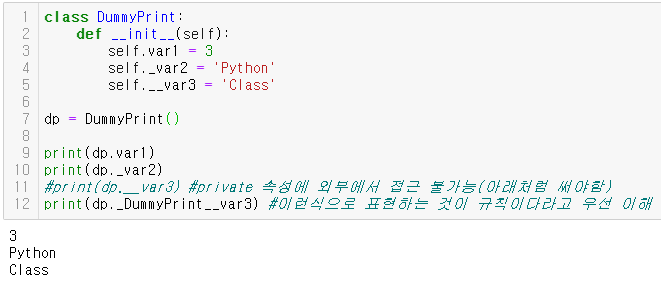 1 class DummyPrint:
2     def __init__(self):
3         self.var1 = 3
4         self._var2 = 'Python'
5         self.__var3 = 'Class'
6
7 dp = DummyPrint()
8
9 print(dp.var1)
10 print(dp._var2)
11 #print(dp.__var3) #private 속성에 외부에서 접근 불가능(아래처럼 써야함)
12 print(dp._DummyPrint__var3) #이런식으로 표현하는 것이 규칙이다라고 우선 이해
3
Python
Class